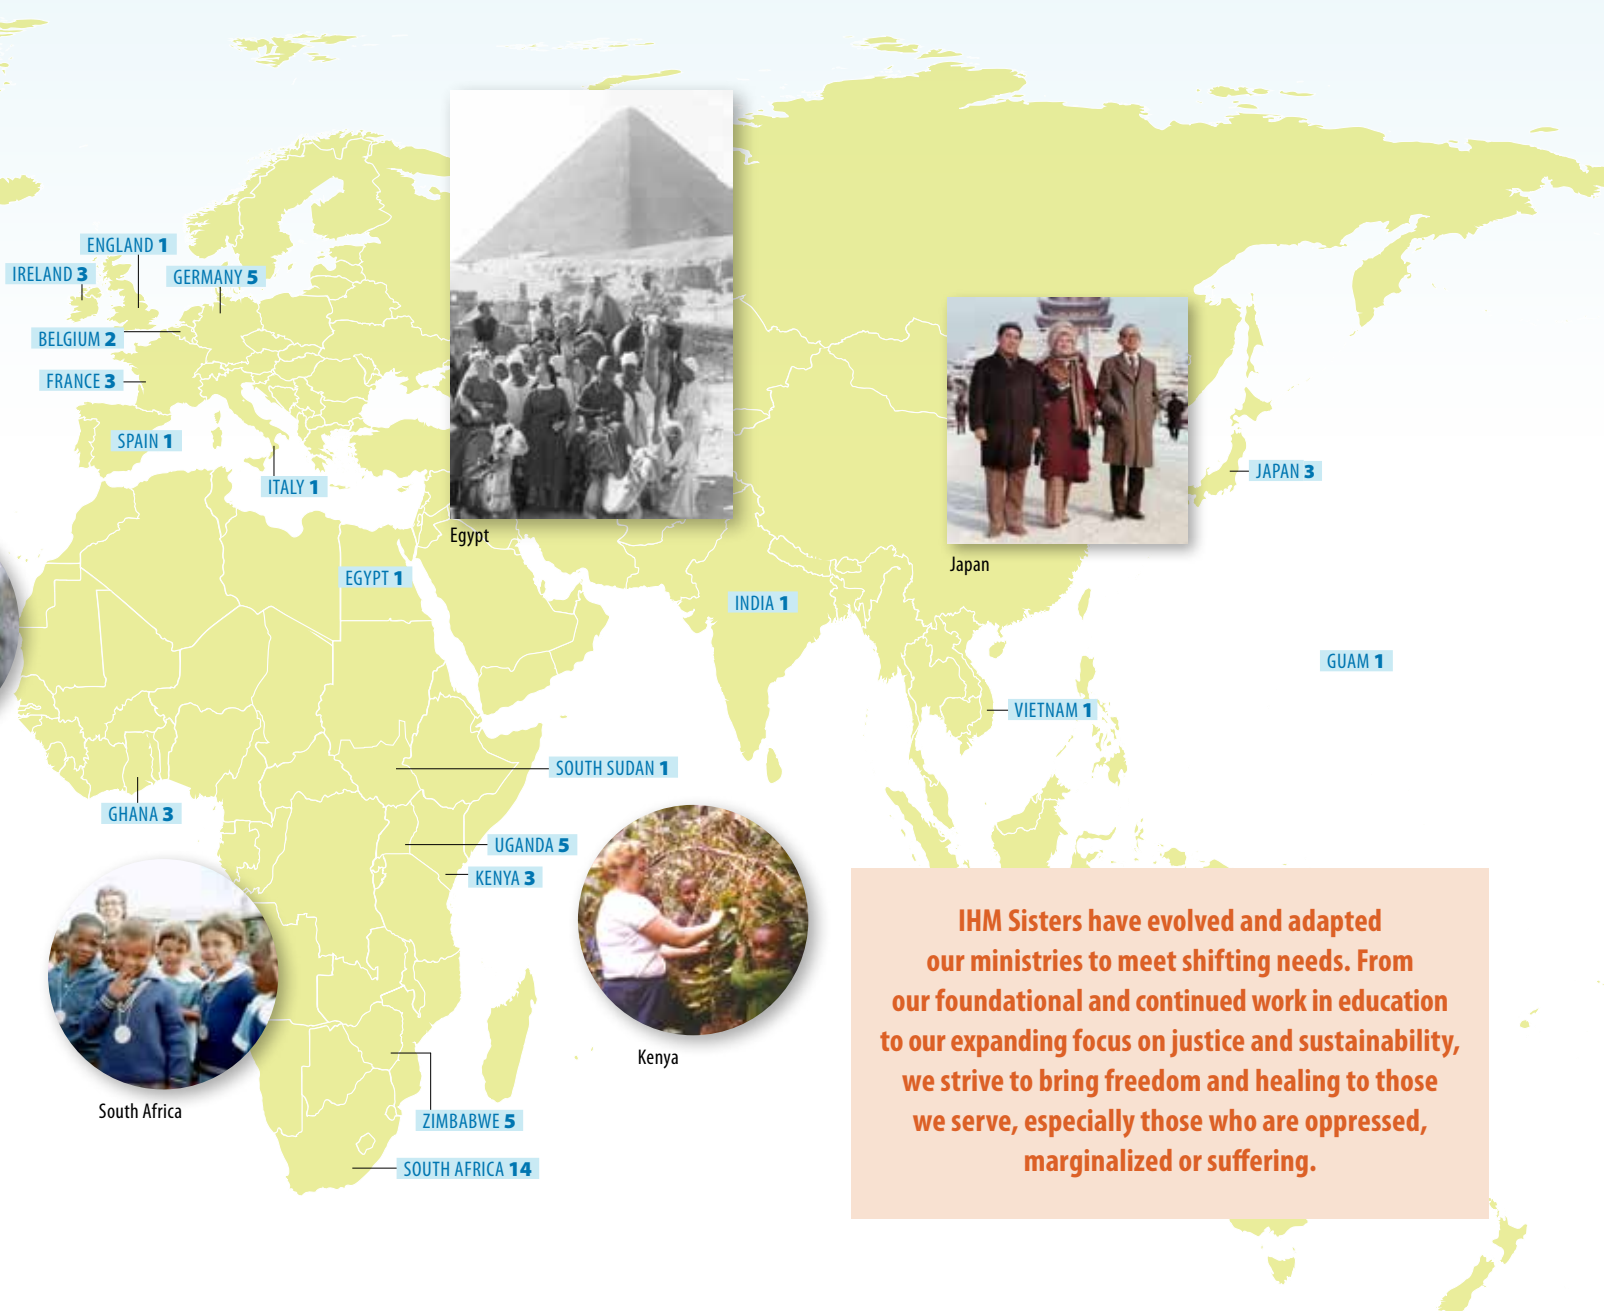 ENGLAND 1
IRELAND 3
GERMANY 5
BELGIUM 2
FRANCE 3
SPAIN 1
ITALY 1
JAPAN 3
Egypt
Japan
EGYPT 1
INDIA 1
GUAM 1
VIETNAM 1
SOUTH SUDAN 1
GHANA 3
UGANDA 5
KENYA 3
Kenya
South Africa
ZIMBABWE 5
SOUTH AFRICA 14
IHM Sisters have evolved and adapted
our ministries to meet shifting needs. From
our foundational and continued work in education
to our expanding focus on justice and sustainability,
we strive to bring freedom and healing to those
we serve, especially those who are oppressed,
marginalized or suffering.